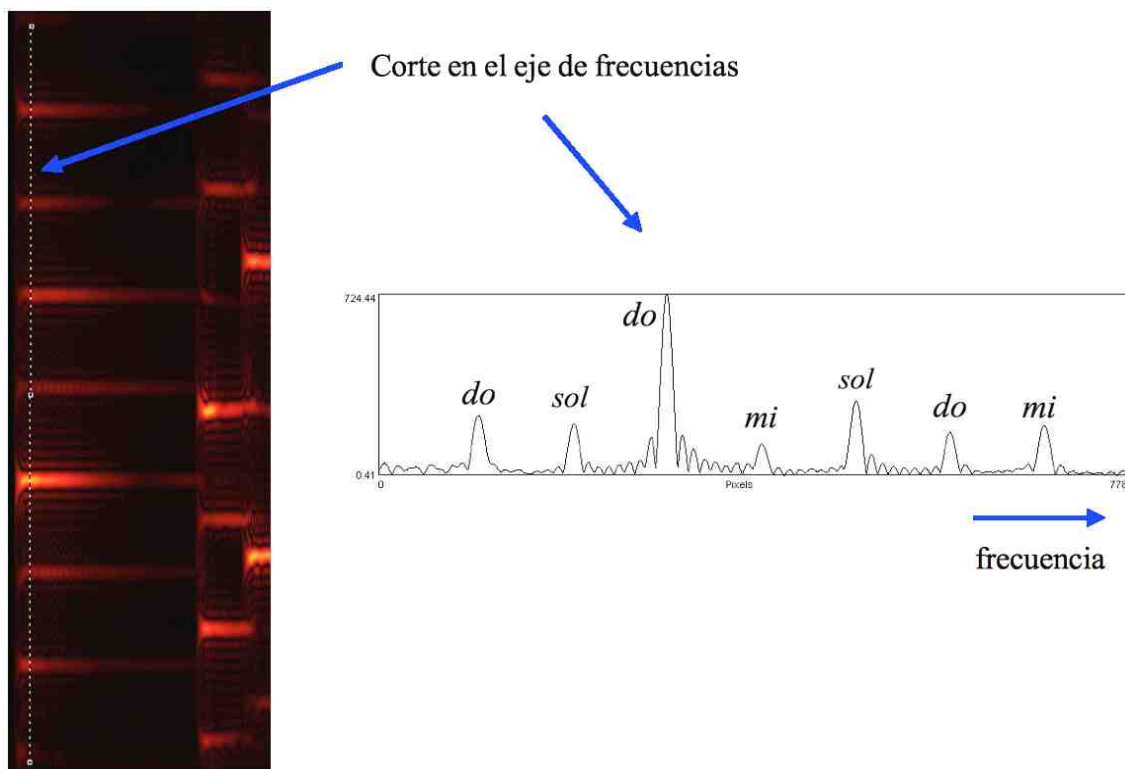 Corte en el eje de frecuencias
724.44
do
do
sol
mi
sol
do
mi
0.41
0
Pixels
778
frecuencia